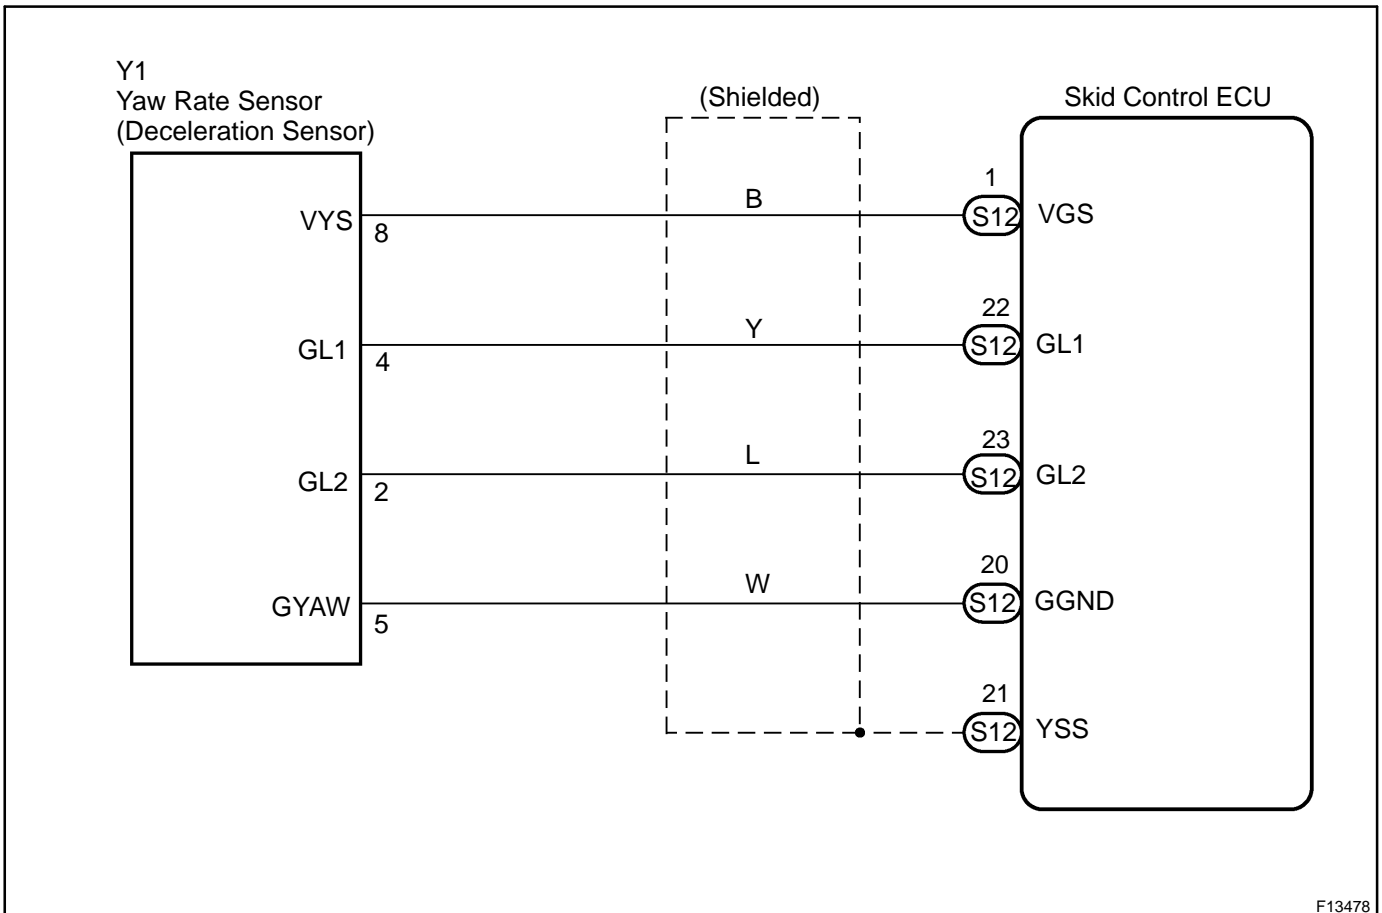 Y1
Yaw Rate Sensor
(Deceleration Sensor)
(Shielded)
Skid Control ECU
VYS
8
B
1
S12
VGS
GL1
4
Y
22
S12
GL1
GL2
2
L
23
S12
GL2
GYAW
5
W
20
S12
GGND
21
S12
YSS
F13478